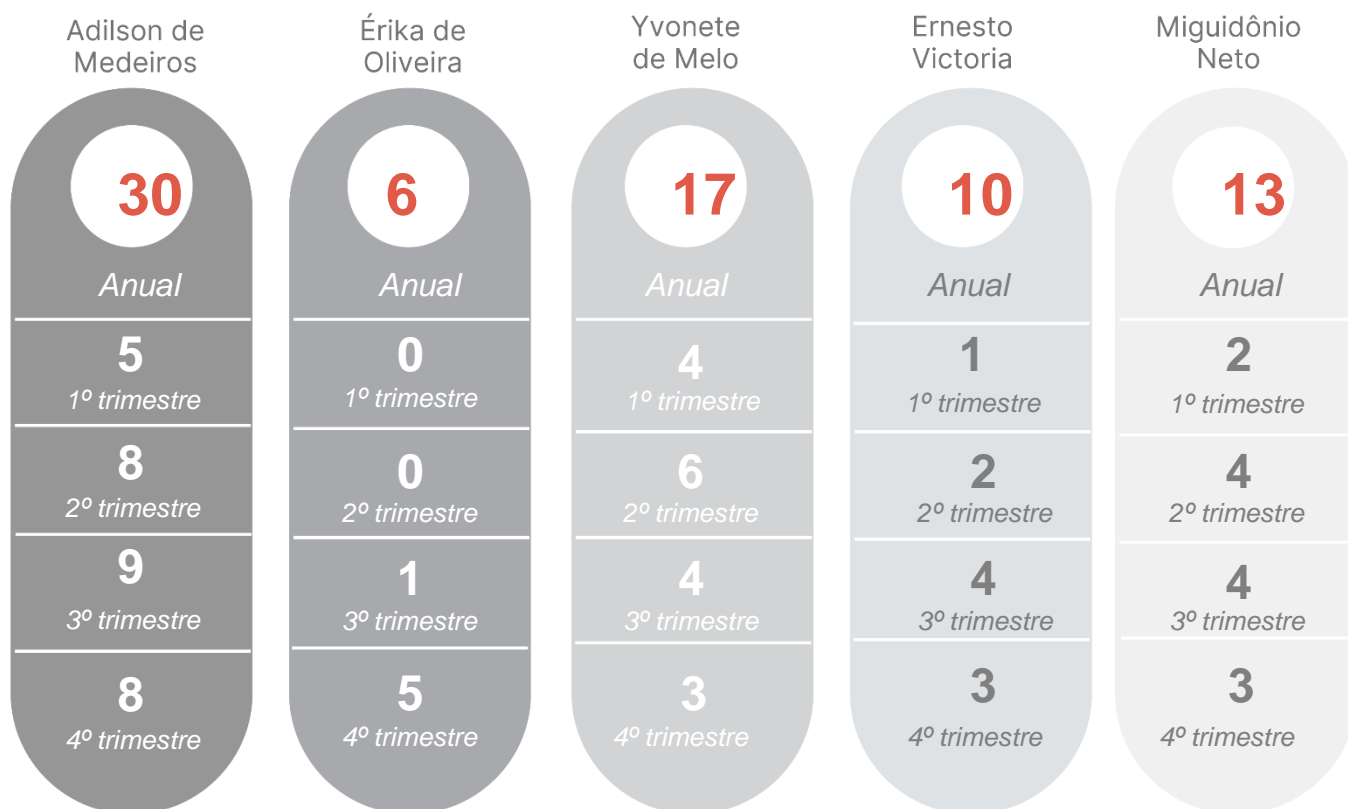 Adilson de
Medeiros
30
Anual
5
1º trimestre
8
2º trimestre
9
3º trimestre
8
4º trimestre
Érika de
Oliveira
6
Anual
0
1º trimestre
0
2º trimestre
1
3º trimestre
5
4º trimestre
Yvonete
de Melo
17
Anual
4
1º trimestre
6
2º trimestre
4
3º trimestre
3
4º trimestre
Ernesto
Victoria
10
Anual
1
1º trimestre
2
2º trimestre
4
3º trimestre
3
4º trimestre
Miguidônio
Neto
13
Anual
2
1º trimestre
4
2º trimestre
4
3º trimestre
3
4º trimestre